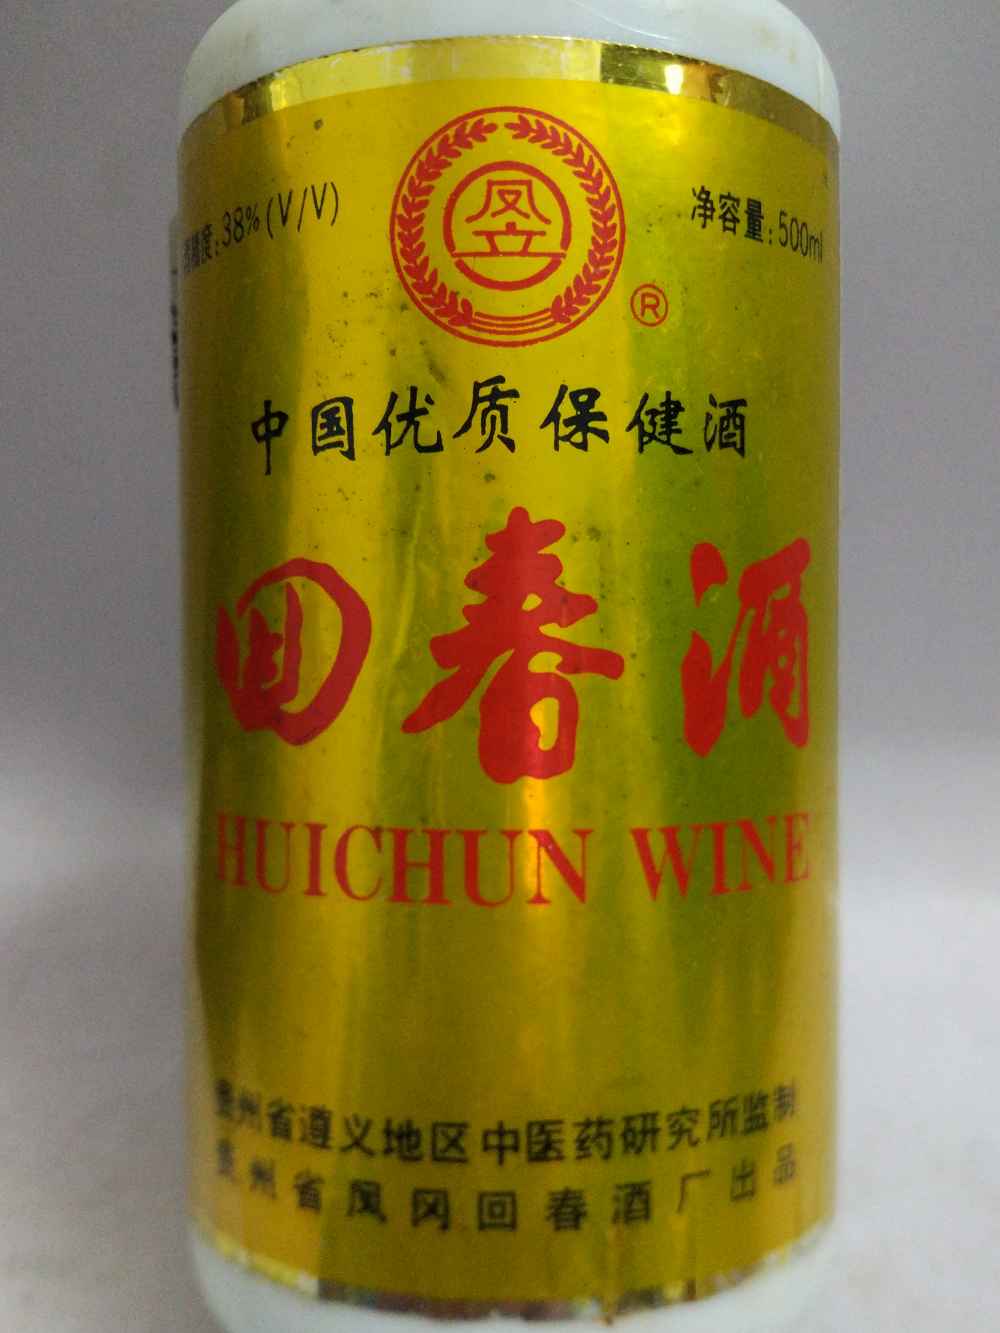 凤立
酒精度:38%(V/V)
净容量:500ml
®
中国优质保健酒
回春酒
HUICHUN WINE
贵州省遵义地区中医药研究所监制
贵州省凤冈回春酒厂出品